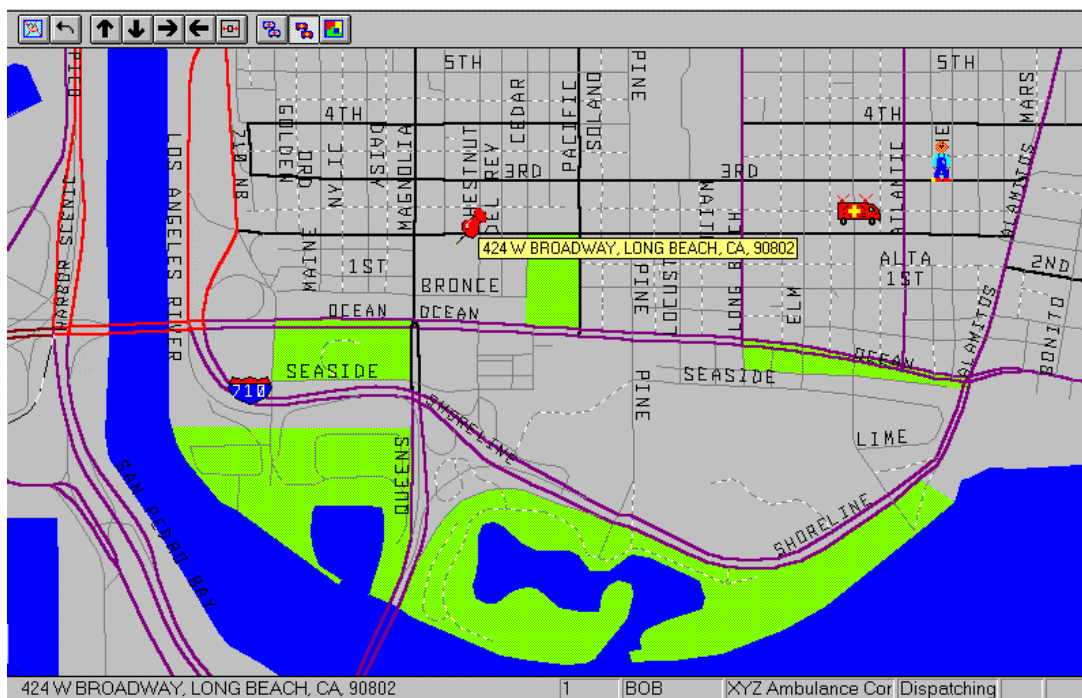 5TH
5TH
PICO
CEDAR
PINE
MARS
4TH
4TH
GOLDEN
DAISY
MAGNOLIA
CHESTNUT
PACIFIC
SOLANO
LOS ANGELES RIVER
710 NB
NYLIC
DEL REY
3RD
3RD
ATLANTIC
ALAMITOS
HARBOR SCENIC
MAINE
424 W BROADWAY, LONG BEACH, CA, 90802
LONG BEACH
1ST
BRONCE
PINE
LOCUST
ELM
ALTA
1ST
2ND
OCEAN
OCEAN
OCEAN
ALAMITOS
BONITO
SEASIDE
710
SEASIDE
PINE
SHORELINE
LIME
QUEENS
SAN PEDRO BAY
SHORELINE
424 W BROADWAY, LONG BEACH, CA, 90802
1
BOB
XYZ Ambulance Cor
Dispatching